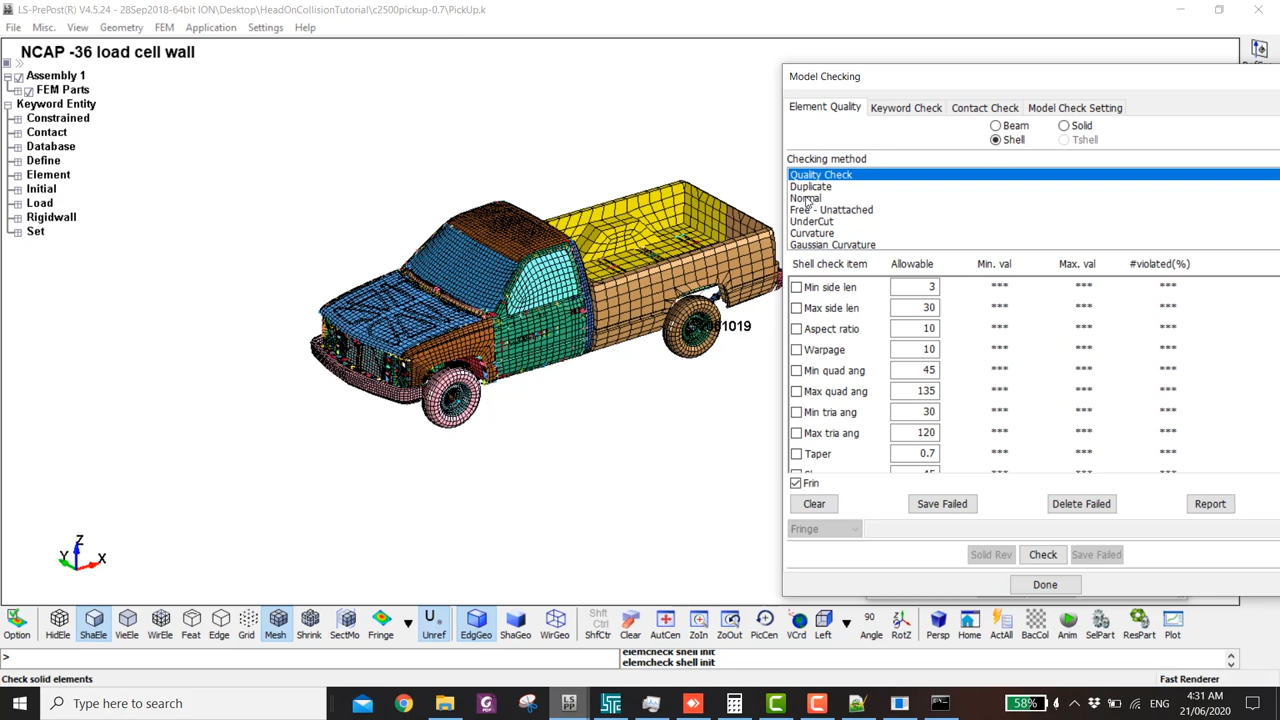 LS-PrePost(R) V4.5.24 - 28Sep2018-64bit ION\Desktop\HeadOnCollisionTutorial\c2500pickup-0.7\PickUp.k
File Misc. View Geometry FEM Application Settings Help
NCAP -36 load cell wall
Assembly 1
FEM Parts
Keyword Entity
Constrained
Contact
Database
Define
Element
Initial
Load
Rigidwall
Set
Z
Y
X
Model Checking
Element Quality Keyword Check Contact Check Model Check Setting
Beam Solid
Shell Tshell
Checking method
Quality Check
Duplicate
Normal
Free - Unattached
UnderCut
Curvature
Gaussian Curvature
Shell check item Allowable Min. val Max. val #violated(%)
Min side len 3 *** *** ***
Max side len 30 *** *** ***
Aspect ratio 10 *** *** ***
Warpage 10 *** *** ***
Min quad ang 45 *** *** ***
Max quad ang 135 *** *** ***
Min tria ang 30 *** *** ***
Max tria ang 120 *** *** ***
Taper 0.7 *** *** ***
Frin
Clear Save Failed Delete Failed Report
Fringe
Solid Rev Check Save Failed
Done
Option HidEle ShaEle VieEle WirEle Feat Edge Grid Mesh Shrink SectMo Fringe Unref EdgGeo ShaGeo WirGeo Shft Ctrl ShfCtr Clear AutCen ZoIn ZoOut PicCen VCrd Left 90 Angle RotZ Persp Home ActAll BacCol Anim SelPart ResPart Plot
>
elemcheck shell init
elemcheck shell init
Check solid elements
Fast Renderer
Type here to search
58%
ENG
4:31 AM
21/06/2020